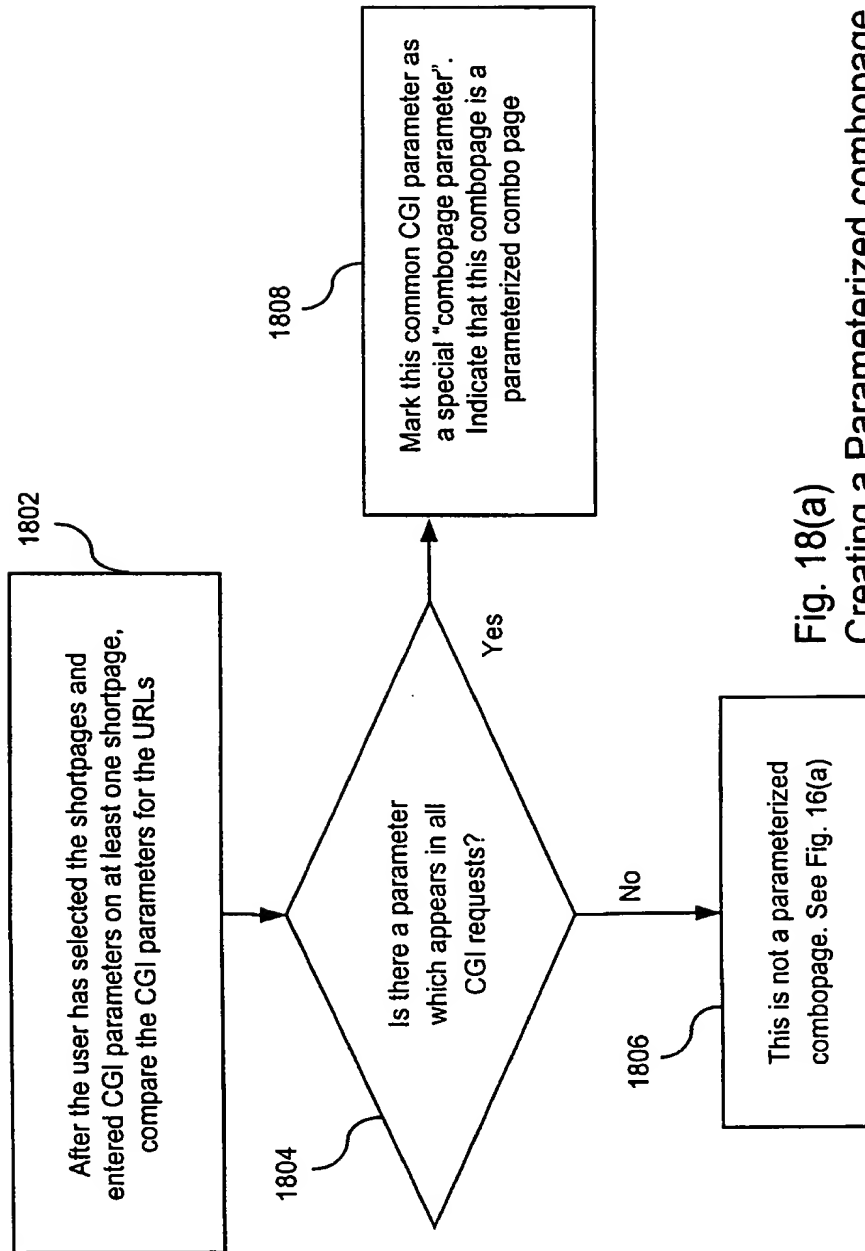 1802
After the user has selected the shortpages and
entered CGI parameters on at least one shortpage,
compare the CGI parameters for the URLs
1804
Is there a parameter
which appears in all
CGI requests?
Yes
No
1808
Mark this common CGI parameter as
a special "combopage parameter".
Indicate that this combopage is a
parameterized combo page
1806
This is not a parameterized
combopage. See Fig. 16(a)
Fig. 18(a)
Creating a Parameterized combopage